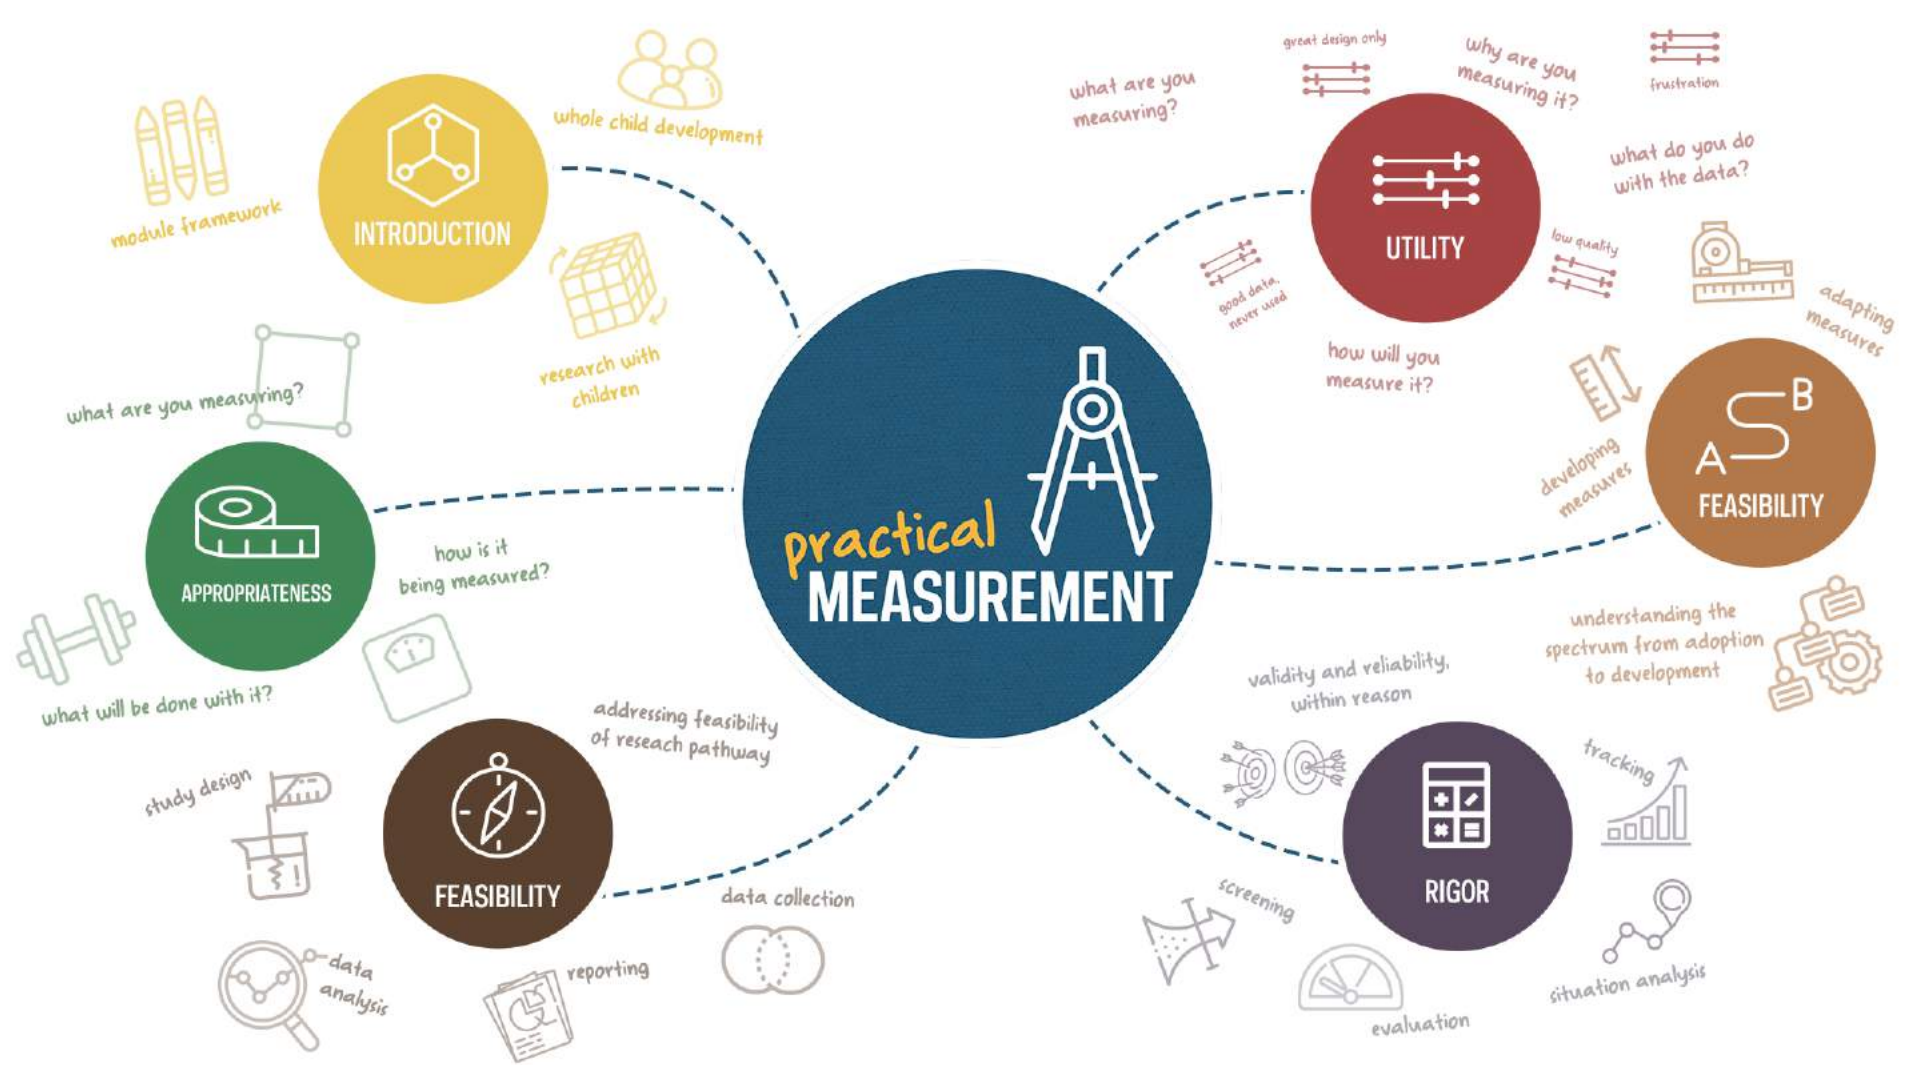 module framework
INTRODUCTION
whole child development
research with
children
what are you
measuring?
great design only
why are you
measuring it?
frustration
what do you do
with the data?
UTILITY
good data,
never used
low quality
how will you
measure it?
adapting
measures
developing
measures
A
B
FEASIBILITY
understanding the
spectrum from adoption
to development
what are you measuring?
APPROPRIATENESS
how is it
being measured?
what will be done with it?
practical
MEASUREMENT
addressing feasibility
of reseach pathway
study design
FEASIBILITY
data
analysis
reporting
data collection
validity and reliability,
within reason
tracking
RIGOR
screening
evaluation
situation analysis